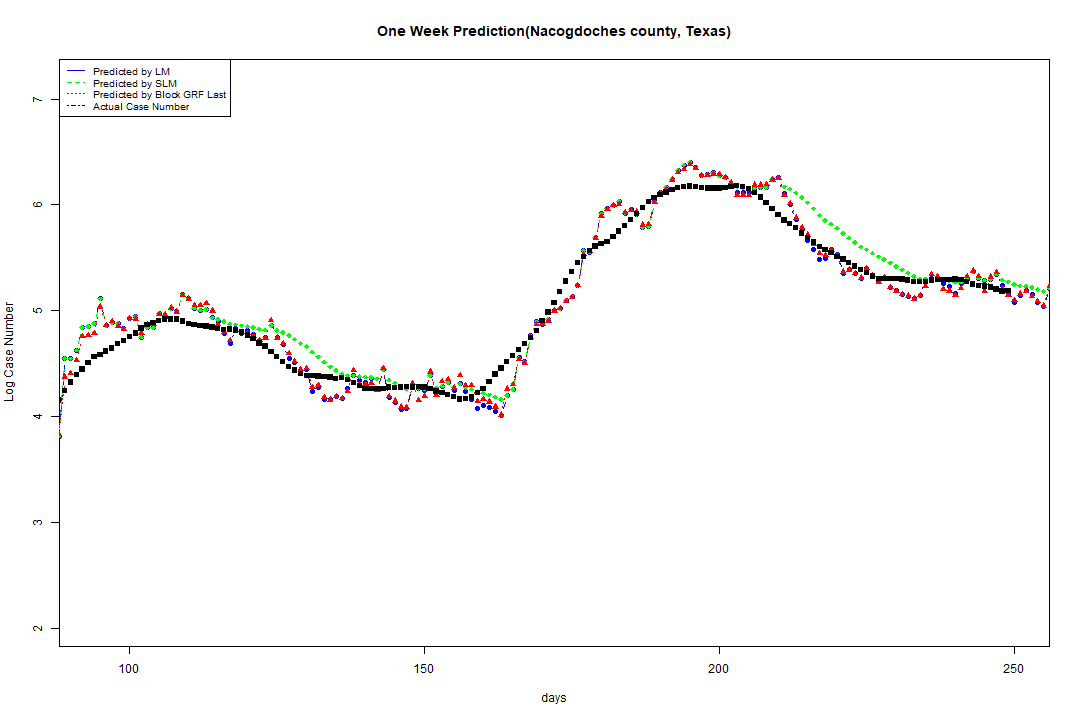 One Week Prediction(Nacogdoches county, Texas)
Predicted by LM
Predicted by SLM
Predicted by Block GRF Last
Actual Case Number
7
6
5
4
3
2
Log Case Number
100
150
200
250
days